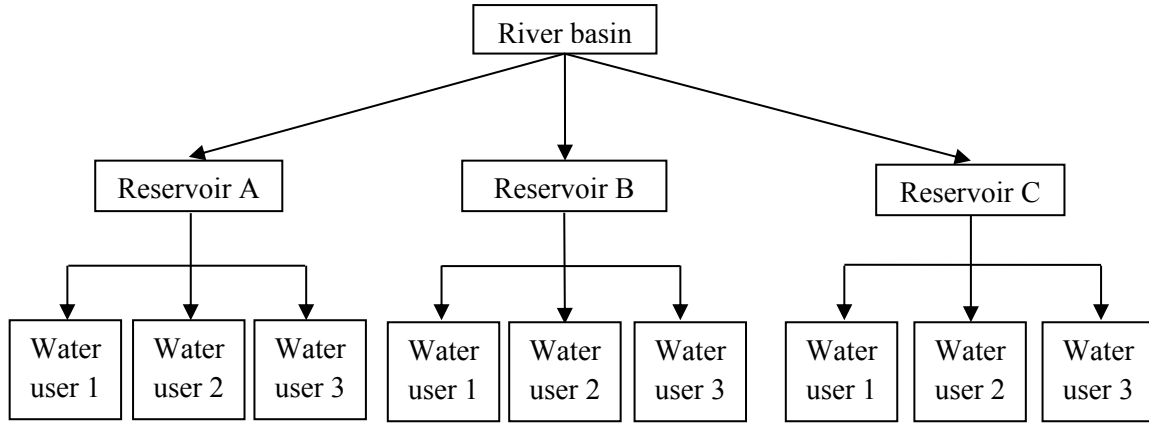 River basin
Reservoir A
Reservoir B
Reservoir C
Water
user 1
Water
user 2
Water
user 3
Water
user 1
Water
user 2
Water
user 3
Water
user 1
Water
user 2
Water
user 3